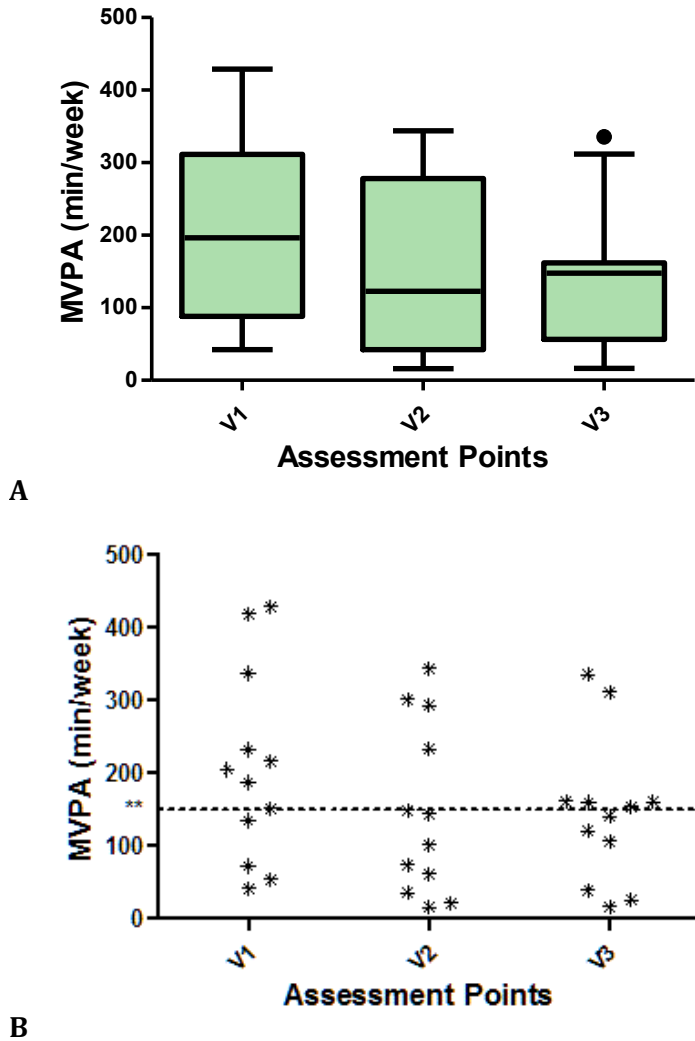 500
400
300
200
100
0
MVPA (min/week)
V1
V2
V3
Assessment Points
A
500
400
300
200
**
100
0
MVPA (min/week)
V1
V2
V3
Assessment Points
B